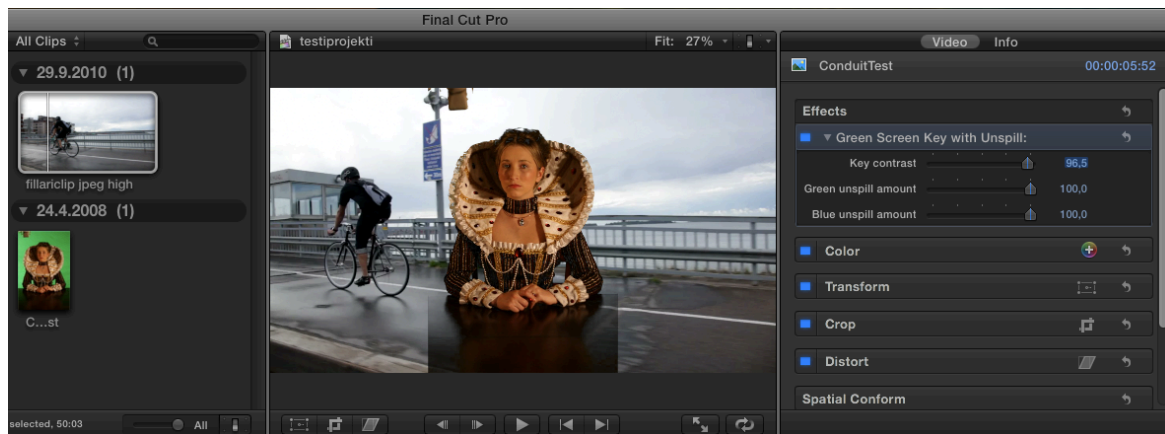 Final Cut Pro
All Clips
testiprojekti
Fit: 27%
Video Info
29.9.2010 (1)
fillariclip jpeg high
24.4.2008 (1)
C...st
ConduitTest 00:00:05:52
Effects
Green Screen Key with Unspill:
Key contrast 96,5
Green unspill amount 100,0
Blue unspill amount 100,0
Color
Transform
Crop
Distort
Spatial Conform
selected, 50:03
All